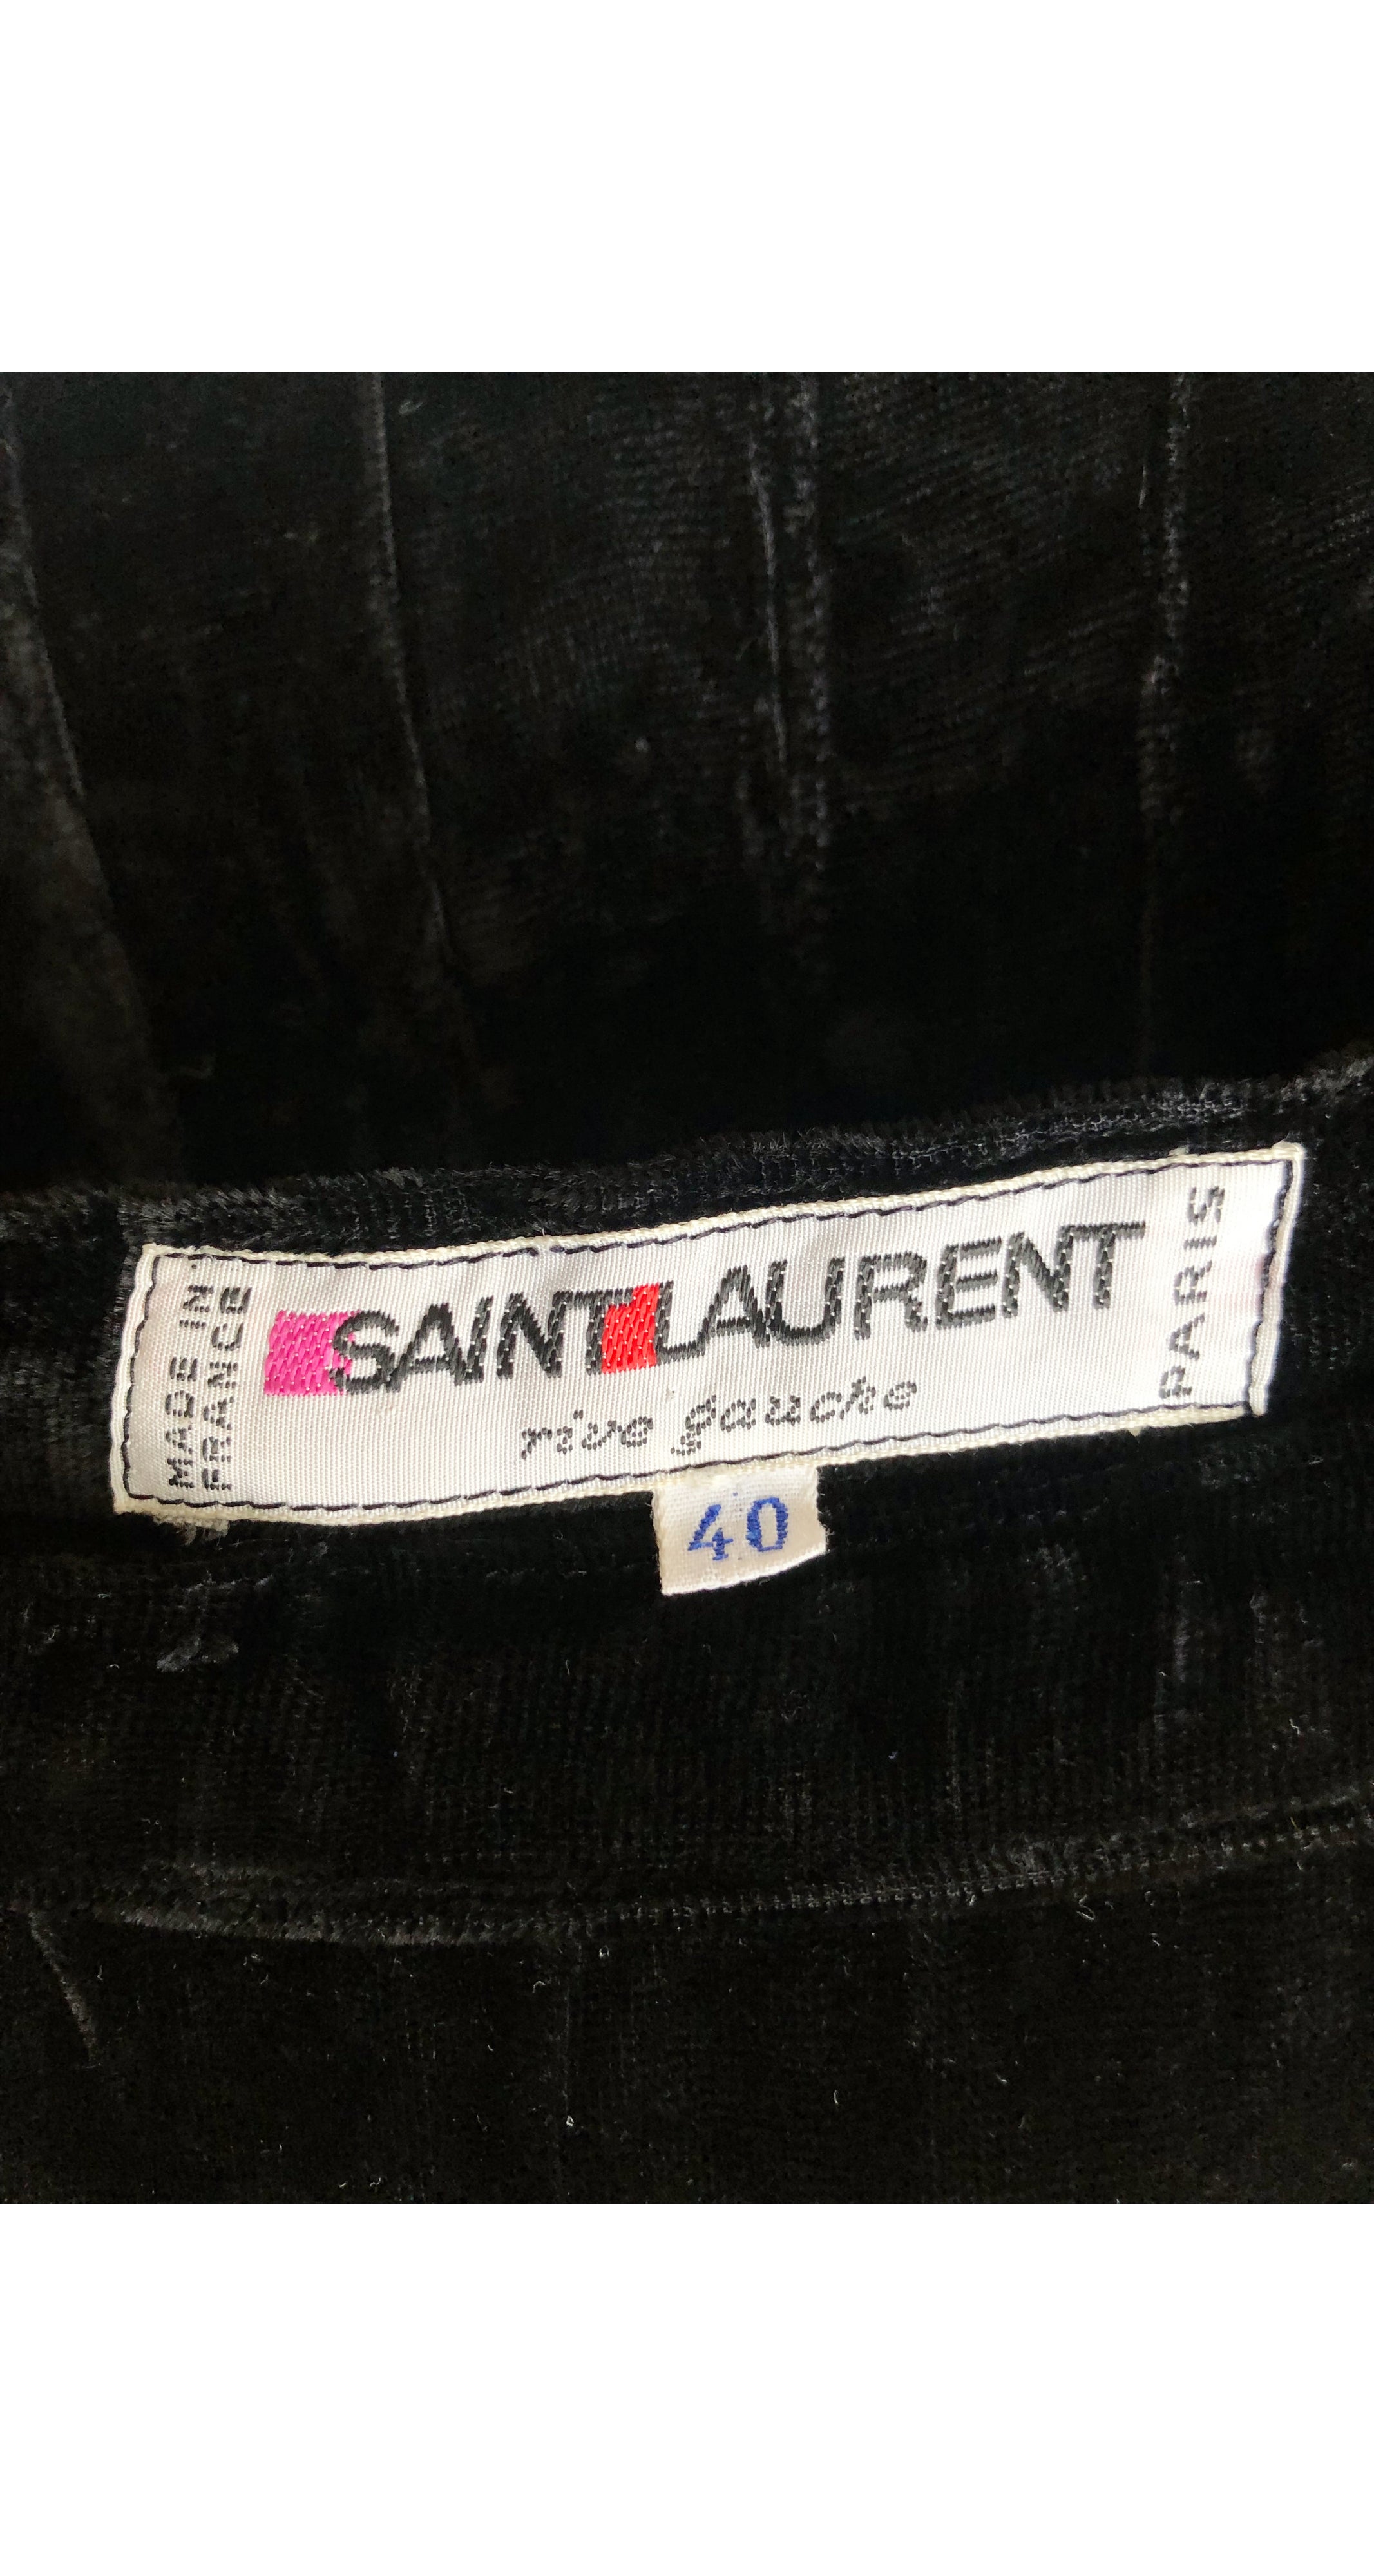 MADE IN
FRANCE
SAINT LAURENT
rive gauche
PARIS
40